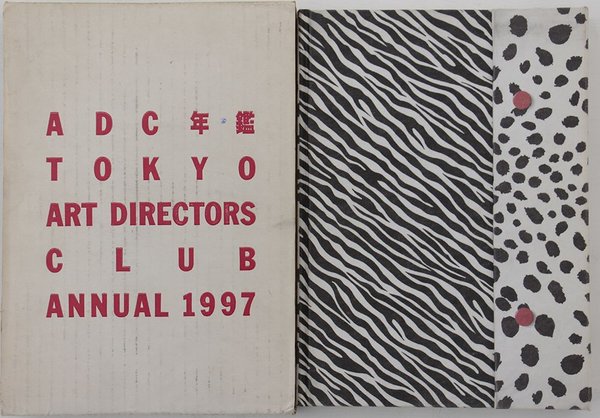 ADC年鑑
TOKYO
ART DIRECTORS
CLUB
ANNUAL 1997